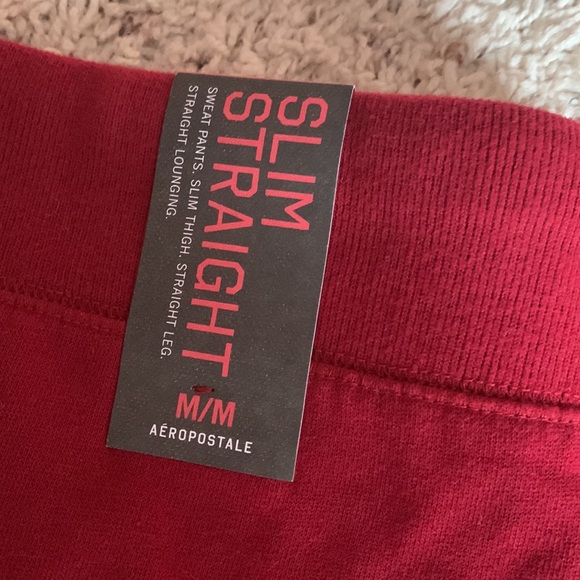 SLIM
STRAIGHT
SWEAT PANTS. SLIM THIGH. STRAIGHT LEG.
STRAIGHT LOUNGING.
M/M
AÉROPOSTALE